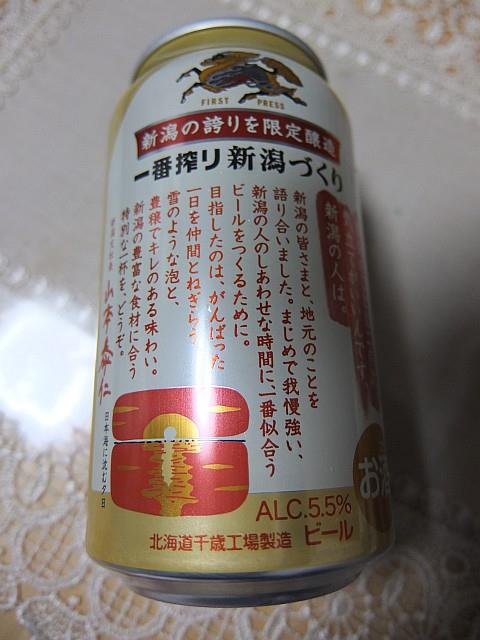 FIRST PRESS
新潟の誇りを限定醸造
一番搾り 新潟づくり
新潟の人は。
新潟の皆さまと、地元のことを
語り合いました。まじめで我慢強い、
新潟の人のしあわせな時間に、一番似合う
ビールをつくるために。
目指したのは、がんばった
一日を仲間とねぎらう
雪のような泡と、
豊穣でキレのある味わい。
新潟の豊富な食材に合う
特別な一杯を、どうぞ。
日本海に沈む夕日
ALC.5.5%
ビール
北海道千歳工場製造
お酒